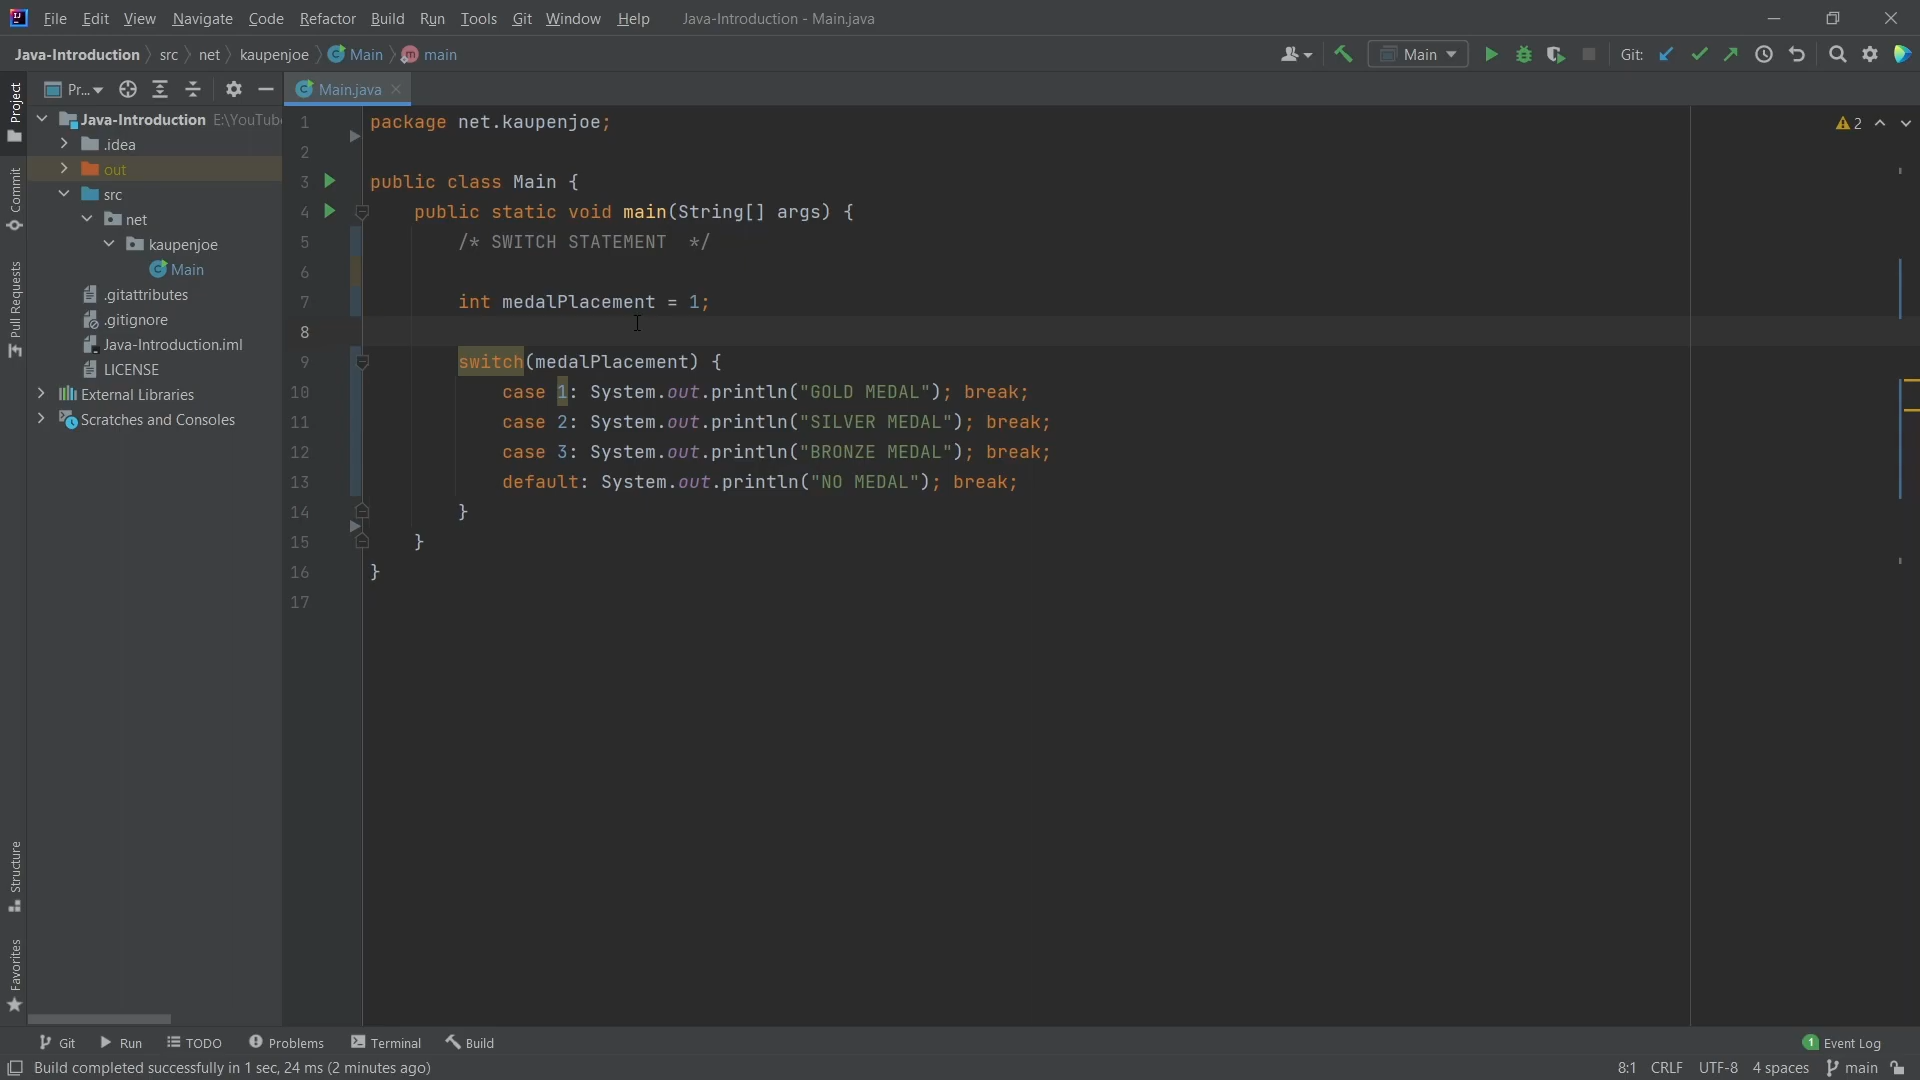 File Edit View Navigate Code Refactor Build Run Tools Git Window Help Java-Introduction - Main.java
Java-Introduction src net kaupenjoe Main main Main Git:
Pr... Main.java
Project
Commit
Pull Requests
Structure
Favorites
Java-Introduction E:\YouTub
.idea
out
src
net
kaupenjoe
Main
.gitattributes
.gitignore
Java-Introduction.iml
LICENSE
External Libraries
Scratches and Consoles
2
1 package net.kaupenjoe;
2
3 public class Main {
4 public static void main(String[] args) {
5 /* SWITCH STATEMENT */
6
7 int medalPlacement = 1;
8
9 switch(medalPlacement) {
10 case 1: System.out.println("GOLD MEDAL"); break;
11 case 2: System.out.println("SILVER MEDAL"); break;
12 case 3: System.out.println("BRONZE MEDAL"); break;
13 default: System.out.println("NO MEDAL"); break;
14 }
15 }
16 }
17
Git Run TODO Problems Terminal Build 1 Event Log
Build completed successfully in 1 sec, 24 ms (2 minutes ago) 8:1 CRLF UTF-8 4 spaces main